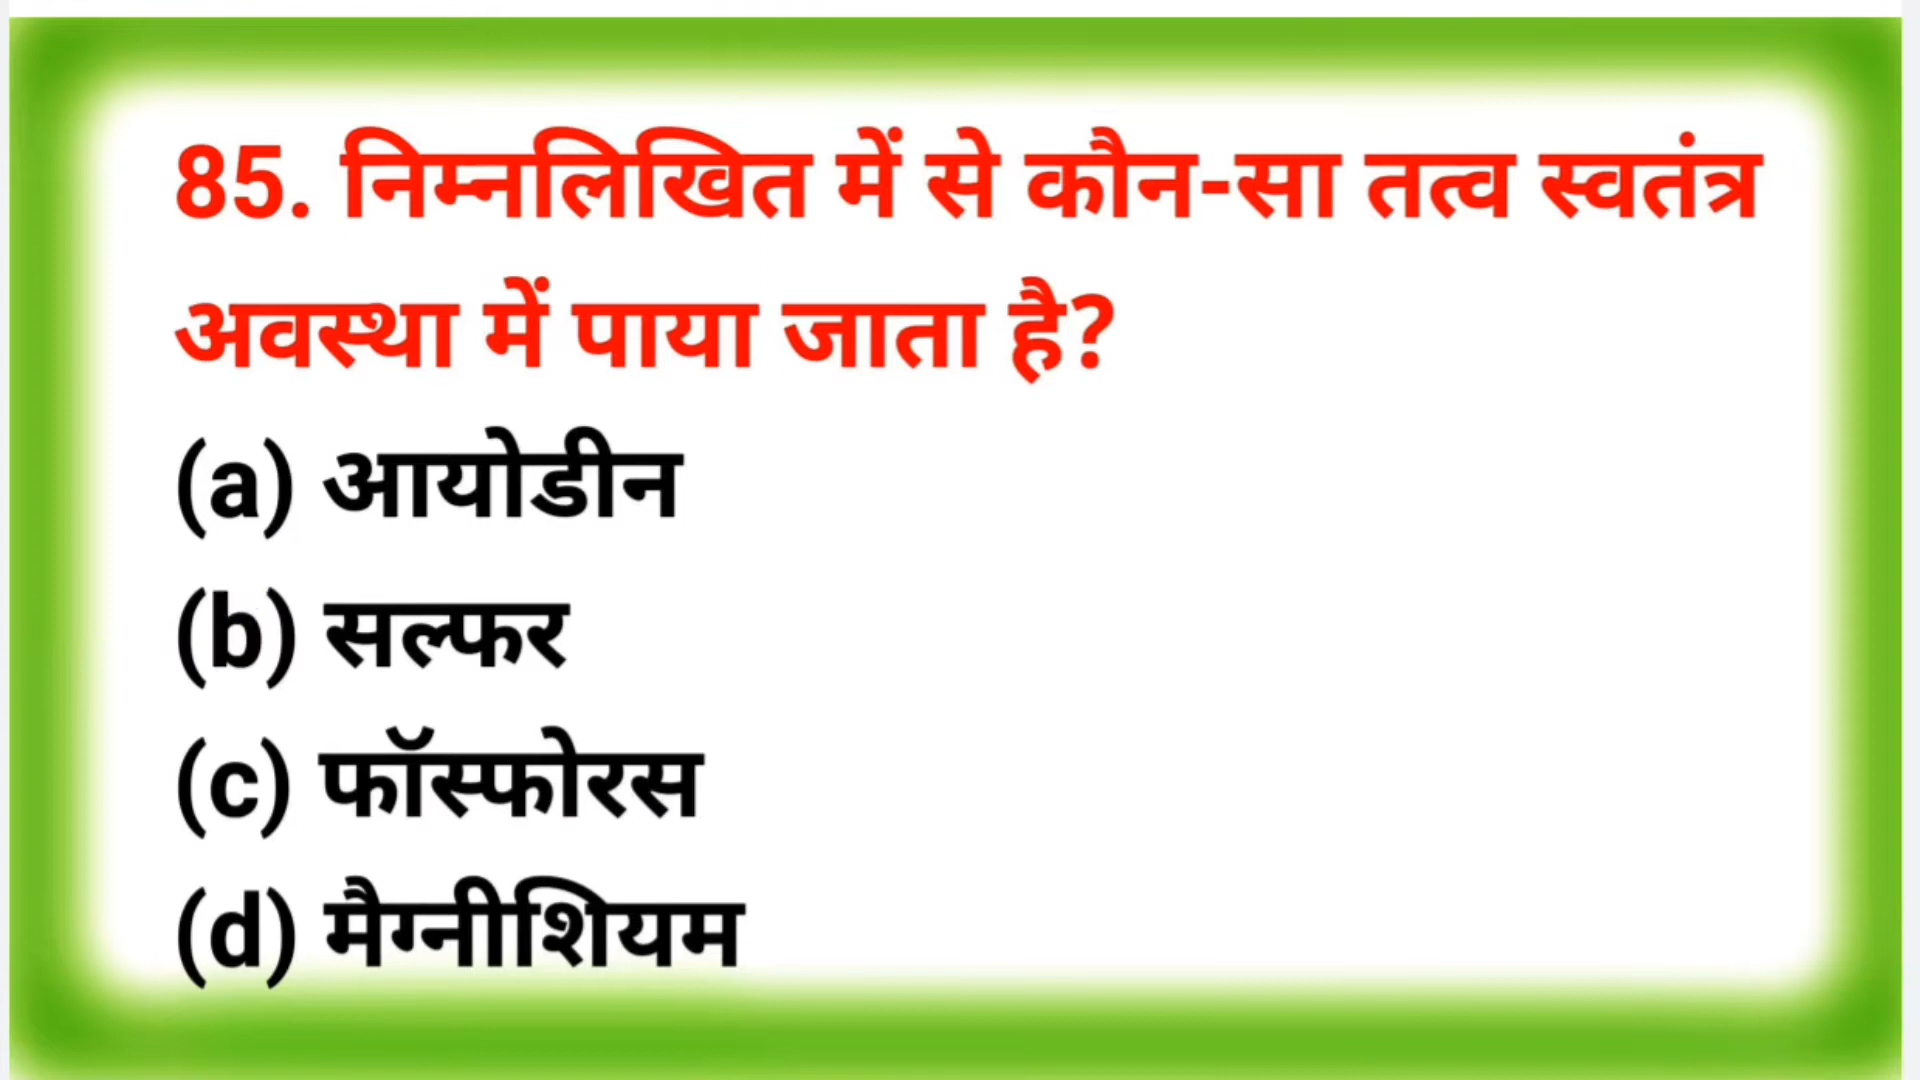 85. निम्नलिखित में से कौन-सा तत्व स्वतंत्र
अवस्था में पाया जाता है?
(a) आयोडीन
(b) सल्फर
(c) फॉस्फोरस
(d) मैग्नीशियम